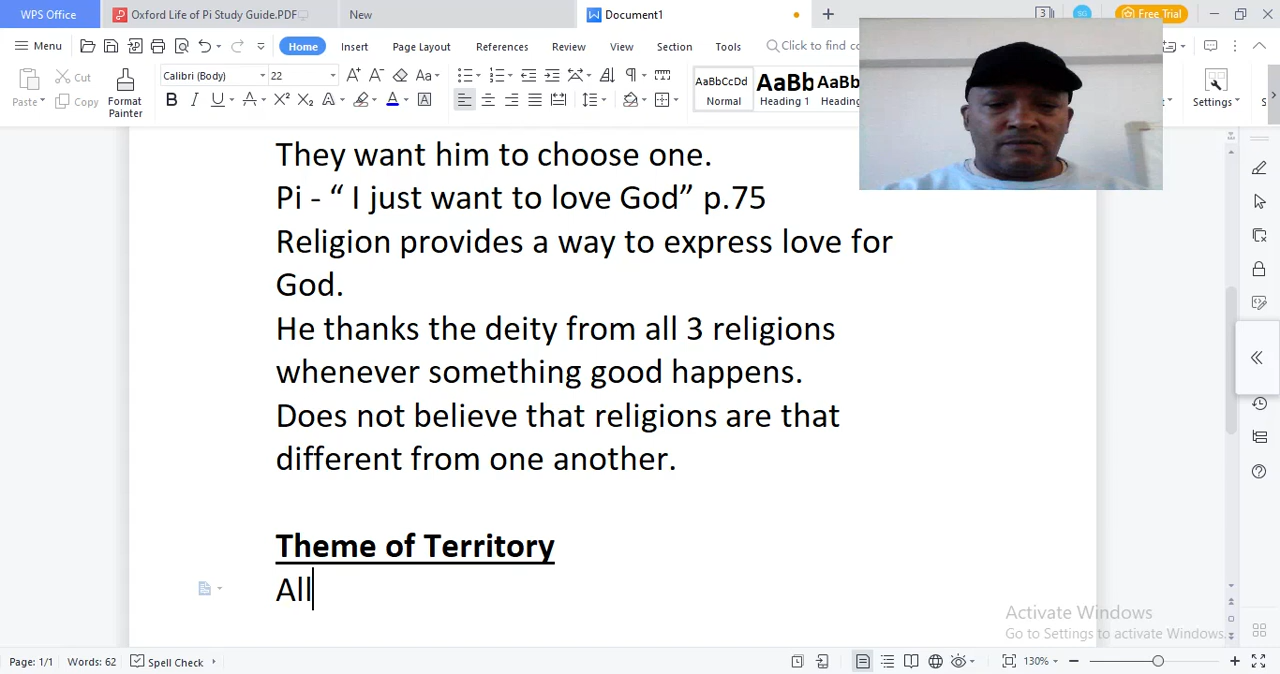 WPS Office Oxford Life of Pi Study Guide.PDF New Document1 + 3 SG Free Trial
Menu Home Insert Page Layout References Review View Section Tools Click to find co
Paste Cut Copy Format Painter Calibri (Body) 22 AaBbCcDd Normal AaBb Heading 1 AaBb Heading Settings
They want him to choose one.
Pi - “ I just want to love God” p.75
Religion provides a way to express love for
God.
He thanks the deity from all 3 religions
whenever something good happens.
Does not believe that religions are that
different from one another.
Theme of Territory
All
Activate Windows
Go to Settings to activate Windows.
Page: 1/1 Words: 62 Spell Check 130%